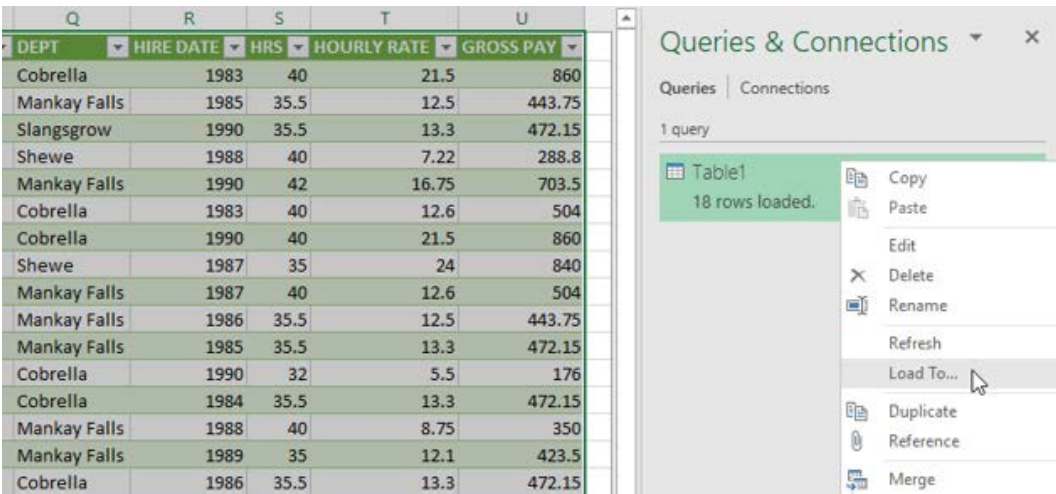 Q R S T U
DEPT HIRE DATE HRS HOURLY RATE GROSS PAY
Cobrella 1983 40 21.5 860
Mankay Falls 1985 35.5 12.5 443.75
Slangsgrow 1990 35.5 13.3 472.15
Shewe 1988 40 7.22 288.8
Mankay Falls 1990 42 16.75 703.5
Cobrella 1983 40 12.6 504
Cobrella 1990 40 21.5 860
Shewe 1987 35 24 840
Mankay Falls 1987 40 12.6 504
Mankay Falls 1986 35.5 12.5 443.75
Mankay Falls 1985 35.5 13.3 472.15
Cobrella 1990 32 5.5 176
Cobrella 1984 35.5 13.3 472.15
Mankay Falls 1988 40 8.75 350
Mankay Falls 1989 35 12.1 423.5
Cobrella 1986 35.5 13.3 472.15
Queries & Connections
Queries | Connections
1 query
Table1
18 rows loaded.
Copy
Paste
Edit
Delete
Rename
Refresh
Load To...
Duplicate
Reference
Merge